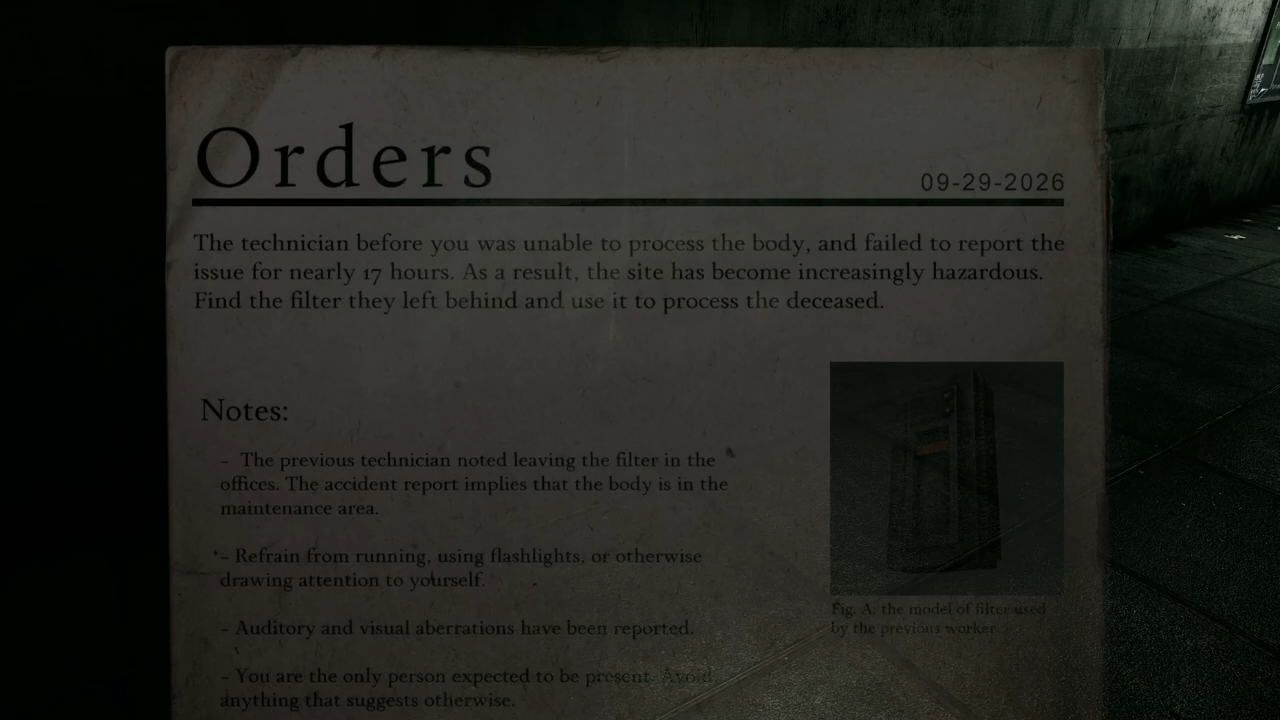 Orders
09-29-2026
The technician before you was unable to process the body, and failed to report the
issue for nearly 17 hours. As a result, the site has become increasingly hazardous.
Find the filter they left behind and use it to process the deceased.
Notes:
- The previous technician noted leaving the filter in the
offices. The accident report implies that the body is in the
maintenance area.
- Refrain from running, using flashlights, or otherwise
drawing attention to yourself.
- Auditory and visual aberrations have been reported.
- You are the only person expected to be present. Avoid
anything that suggests otherwise.
Fig. A: the model of filter used
by the previous worker.